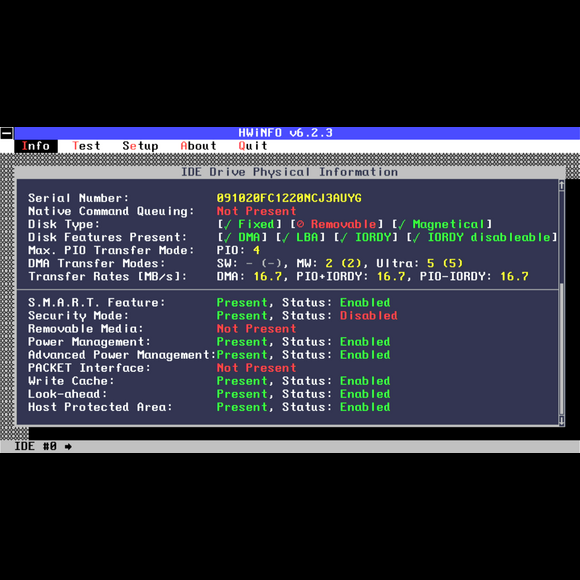 HWiNFO v6.2.3
Info Test Setup About Quit
IDE Drive Physical Information
Serial Number: 091020FC1220NCJ3AUYG
Native Command Queuing: Not Present
Disk Type: [√ Fixed] [∅ Removable] [√ Magnetical]
Disk Features Present: [√ DMA] [√ LBA] [√ IORDY] [√ IORDY disableable]
Max. PIO Transfer Mode: PIO: 4
DMA Transfer Modes: SW: - (-), MW: 2 (2), Ultra: 5 (5)
Transfer Rates [MB/s]: DMA: 16.7, PIO+IORDY: 16.7, PIO-IORDY: 16.7
S.M.A.R.T. Feature: Present, Status: Enabled
Security Mode: Present, Status: Disabled
Removable Media: Not Present
Power Management: Present, Status: Enabled
Advanced Power Management: Present, Status: Enabled
PACKET Interface: Not Present
Write Cache: Present, Status: Enabled
Look-ahead: Present, Status: Enabled
Host Protected Area: Present, Status: Enabled
IDE #0 →